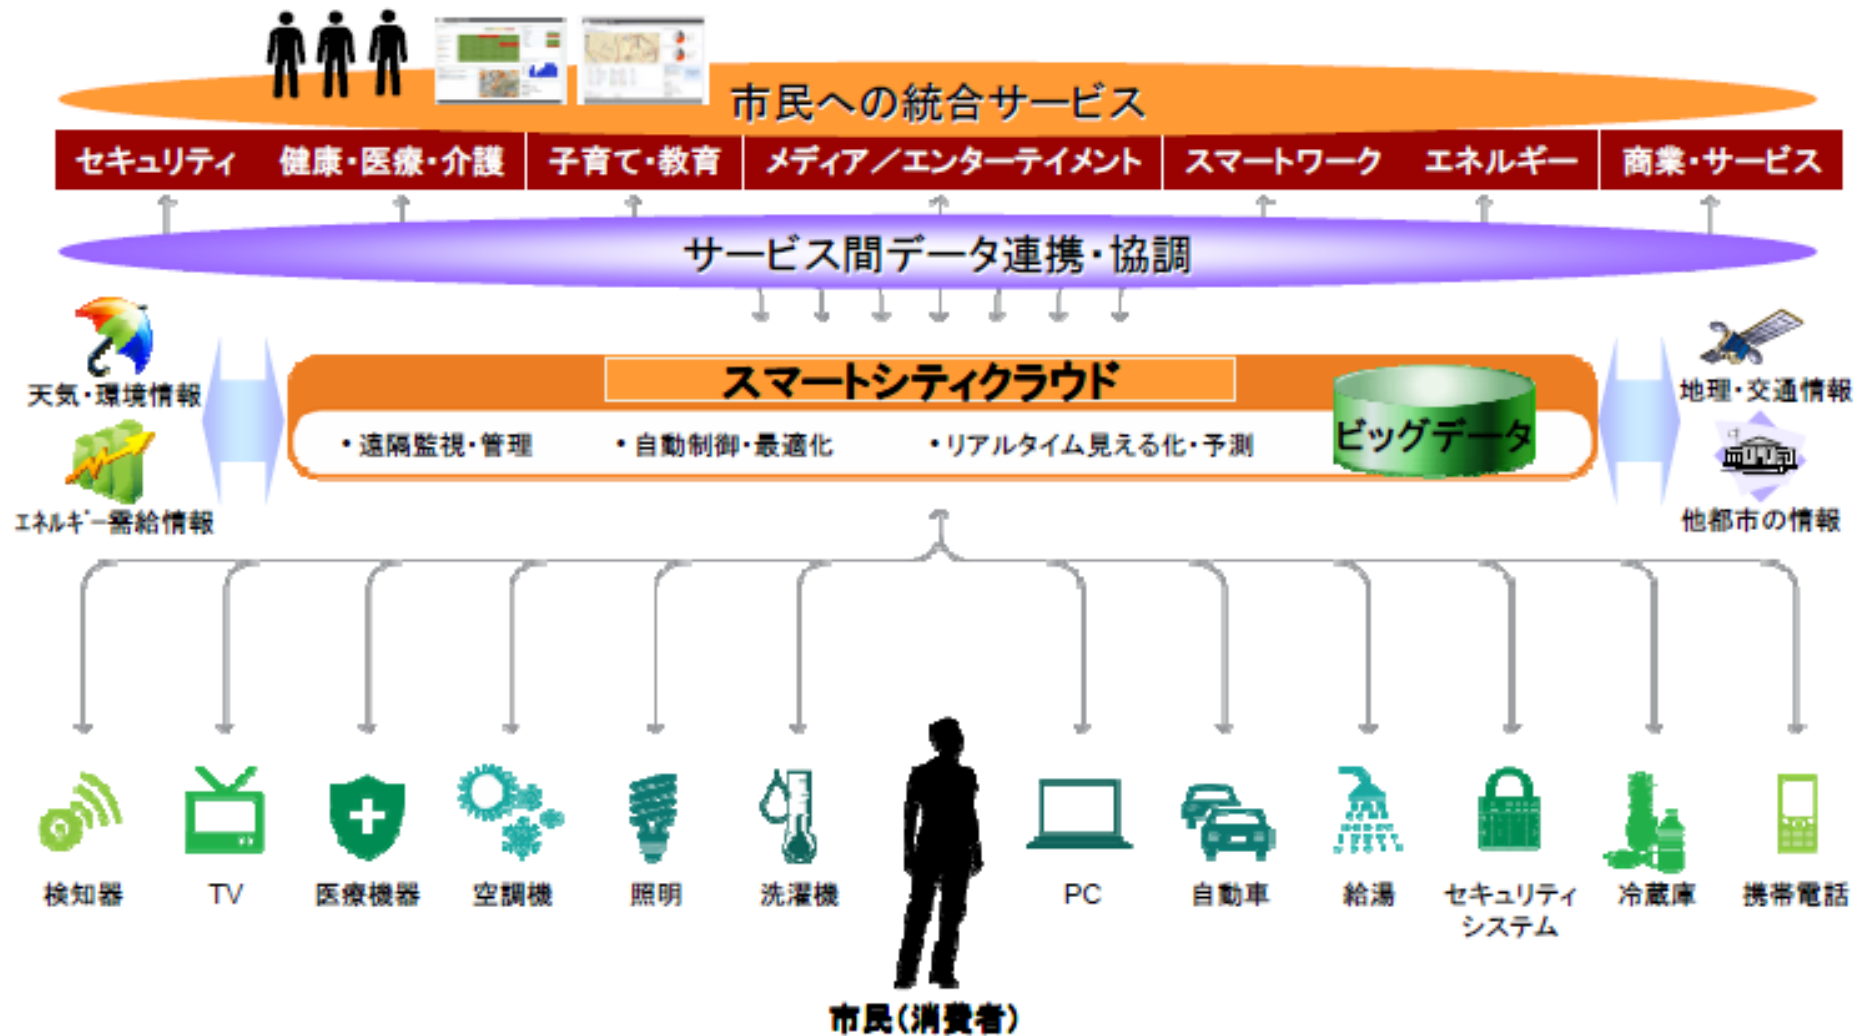 市民への統合サービス
セキュリティ 健康・医療・介護 子育て・教育 メディア／エンターテイメント スマートワーク エネルギー 商業・サービス
サービス間データ連携・協調
天気・環境情報
エネルギー需給情報
スマートシティクラウド
・遠隔監視・管理 ・自動制御・最適化 ・リアルタイム見える化・予測
ビッグデータ
地理・交通情報
他都市の情報
検知器 TV 医療機器 空調機 照明 洗濯機 PC 自動車 給湯 セキュリティ 冷蔵庫 携帯電話
システム
市民（消費者）